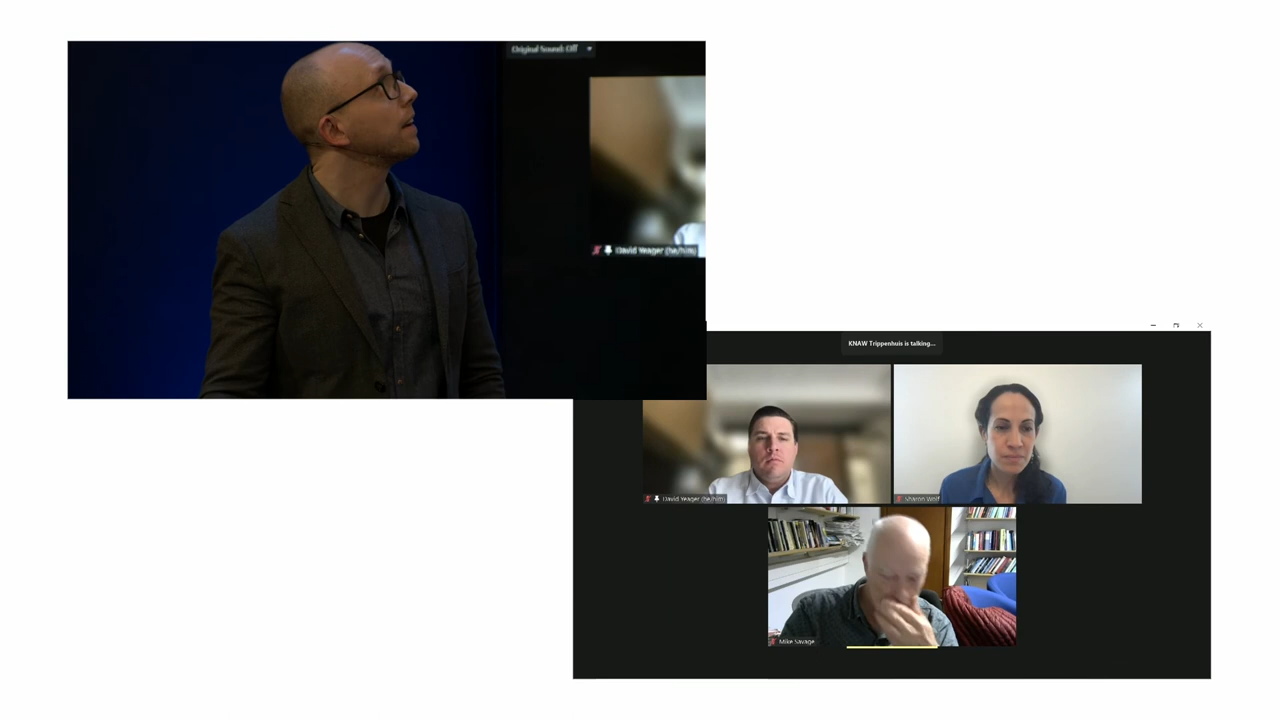 Original Sound: Off
David Yeager (he/him)
KNAW Trippenhuis is talking...
David Yeager (he/him)
Sharon Wolf
Mike Savage